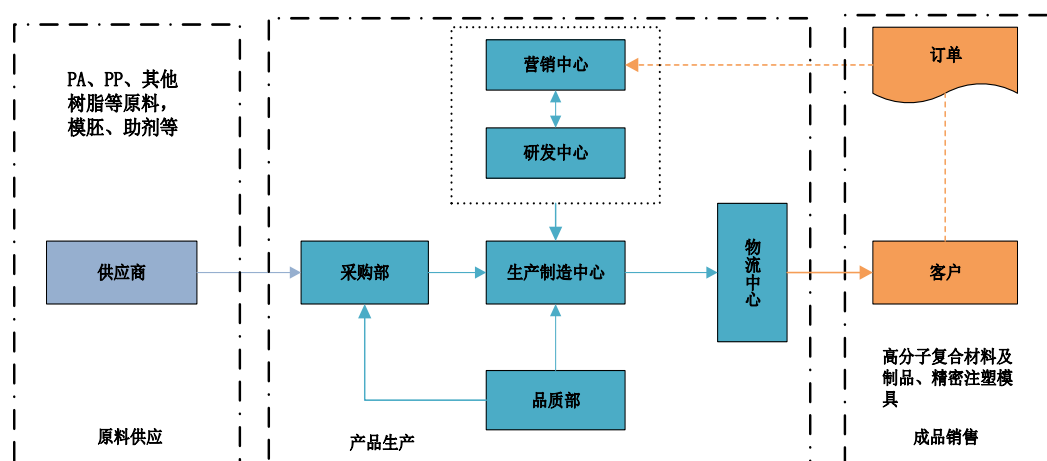 PA、PP、其他
树脂等原料，
模胚、助剂等
供应商
原料供应
营销中心
研发中心
采购部
生产制造中心
物流中心
品质部
产品生产
订单
客户
高分子复合材料及
制品、精密注塑模
具
成品销售